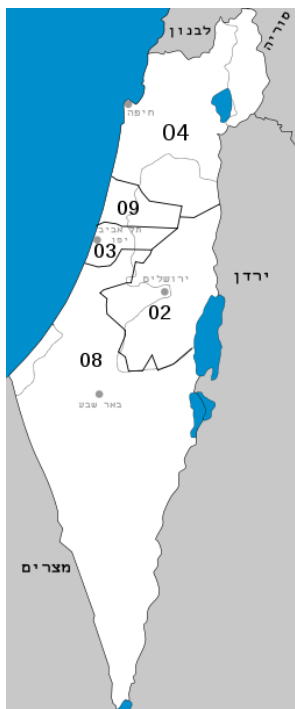 סוריה
לבנון
חיפה
04
09
תל אביב
יפו
03
ירדן
ירושלים
02
08
באר שבע
מצרים